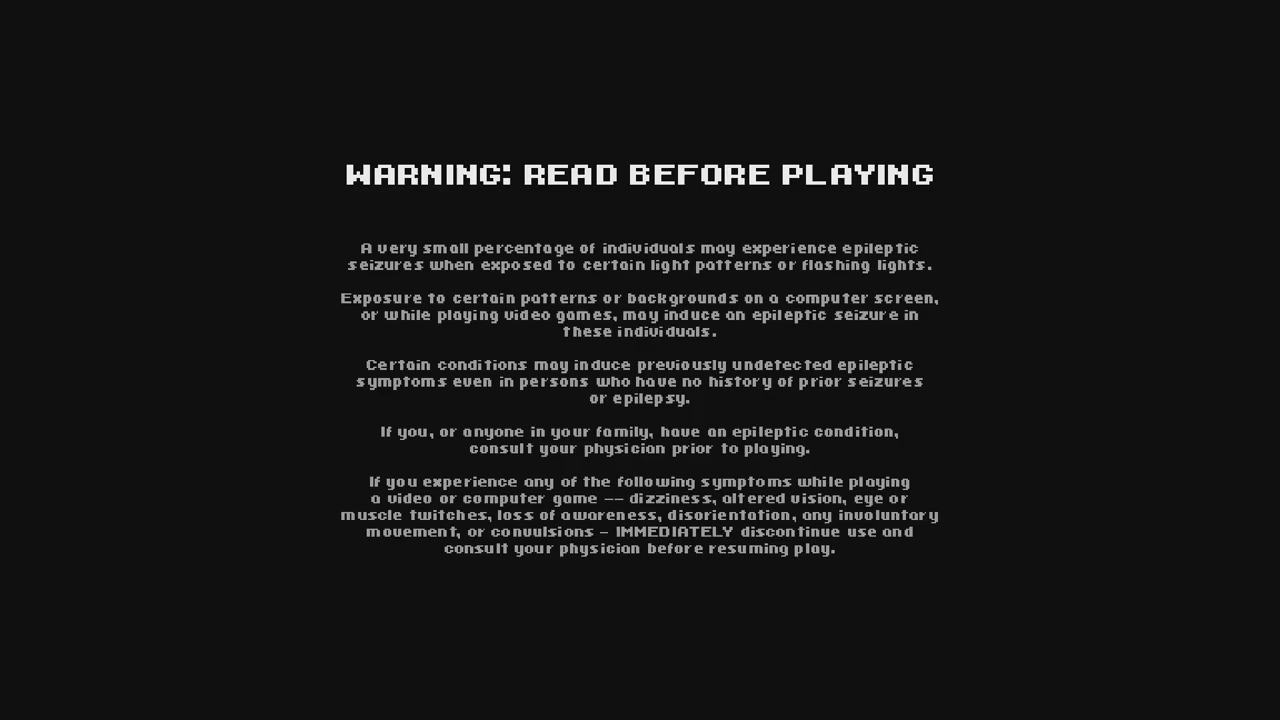 WARNING: READ BEFORE PLAYING
A very small percentage of individuals may experience epileptic
seizures when exposed to certain light patterns or flashing lights.
Exposure to certain patterns or backgrounds on a computer screen,
or while playing video games, may induce an epileptic seizure in
these individuals.
Certain conditions may induce previously undetected epileptic
symptoms even in persons who have no history of prior seizures
or epilepsy.
If you, or anyone in your family, have an epileptic condition,
consult your physician prior to playing.
If you experience any of the following symptoms while playing
a video or computer game -- dizziness, altered vision, eye or
muscle twitches, loss of awareness, disorientation, any involuntary
movement, or convulsions - IMMEDIATELY discontinue use and
consult your physician before resuming play.